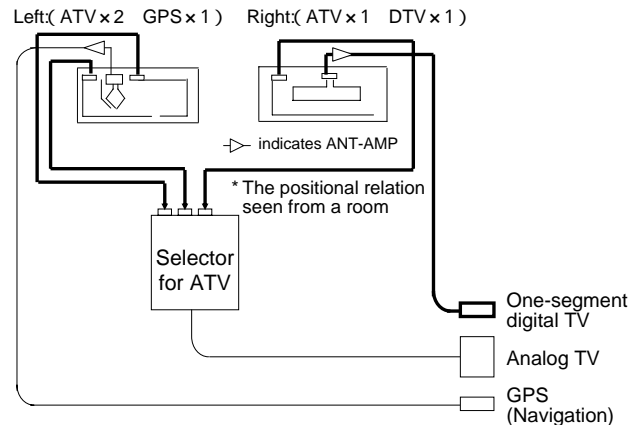 Left:( ATV×2 GPS×1 ) Right:( ATV×1 DTV×1 )
indicates ANT-AMP
* The positional relation
seen from a room
Selector
for ATV
One-segment
digital TV
Analog TV
GPS
(Navigation)